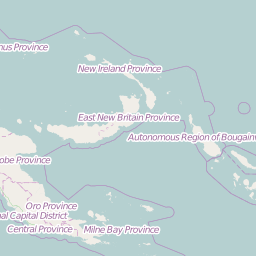 nus Province
New Ireland Province
East New Britain Province
Autonomous Region of Bougainv
obe Province
Oro Province
al Capital District
Central Province
Milne Bay Province